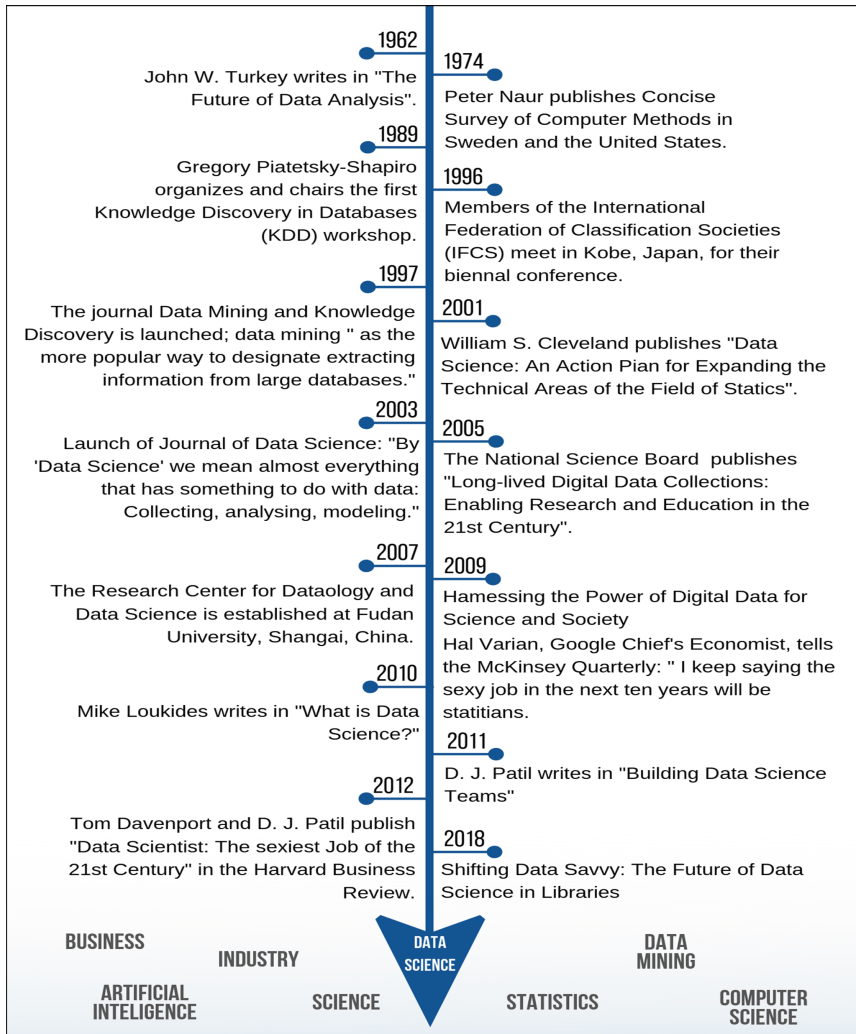 1962
John W. Turkey writes in "The
Future of Data Analysis".
1974
Peter Naur publishes Concise
Survey of Computer Methods in
Sweden and the United States.
1989
Gregory Piatetsky-Shapiro
organizes and chairs the first
Knowledge Discovery in Databases
(KDD) workshop.
1996
Members of the International
Federation of Classification Societies
(IFCS) meet in Kobe, Japan, for their
biennal conference.
1997
The journal Data Mining and Knowledge
Discovery is launched; data mining " as the
more popular way to designate extracting
information from large databases."
2001
William S. Cleveland publishes "Data
Science: An Action Plan for Expanding the
Technical Areas of the Field of Statics".
2003
Launch of Journal of Data Science: "By
'Data Science' we mean almost everything
that has something to do with data:
Collecting, analysing, modeling."
2005
The National Science Board publishes
"Long-lived Digital Data Collections:
Enabling Research and Education in the
21st Century".
2007
The Research Center for Dataology and
Data Science is established at Fudan
University, Shangai, China.
2009
Hamessing the Power of Digital Data for
Science and Society
Hal Varian, Google Chief's Economist, tells
the McKinsey Quarterly: " I keep saying the
sexy job in the next ten years will be
statitians.
2010
Mike Loukides writes in "What is Data
Science?"
2011
D. J. Patil writes in "Building Data Science
Teams"
2012
Tom Davenport and D. J. Patil publish
"Data Scientist: The sexiest Job of the
21st Century" in the Harvard Business
Review.
2018
Shifting Data Savvy: The Future of Data
Science in Libraries
DATA
SCIENCE
BUSINESS
INDUSTRY
DATA
MINING
ARTIFICIAL
INTELIGENCE
SCIENCE
STATISTICS
COMPUTER
SCIENCE